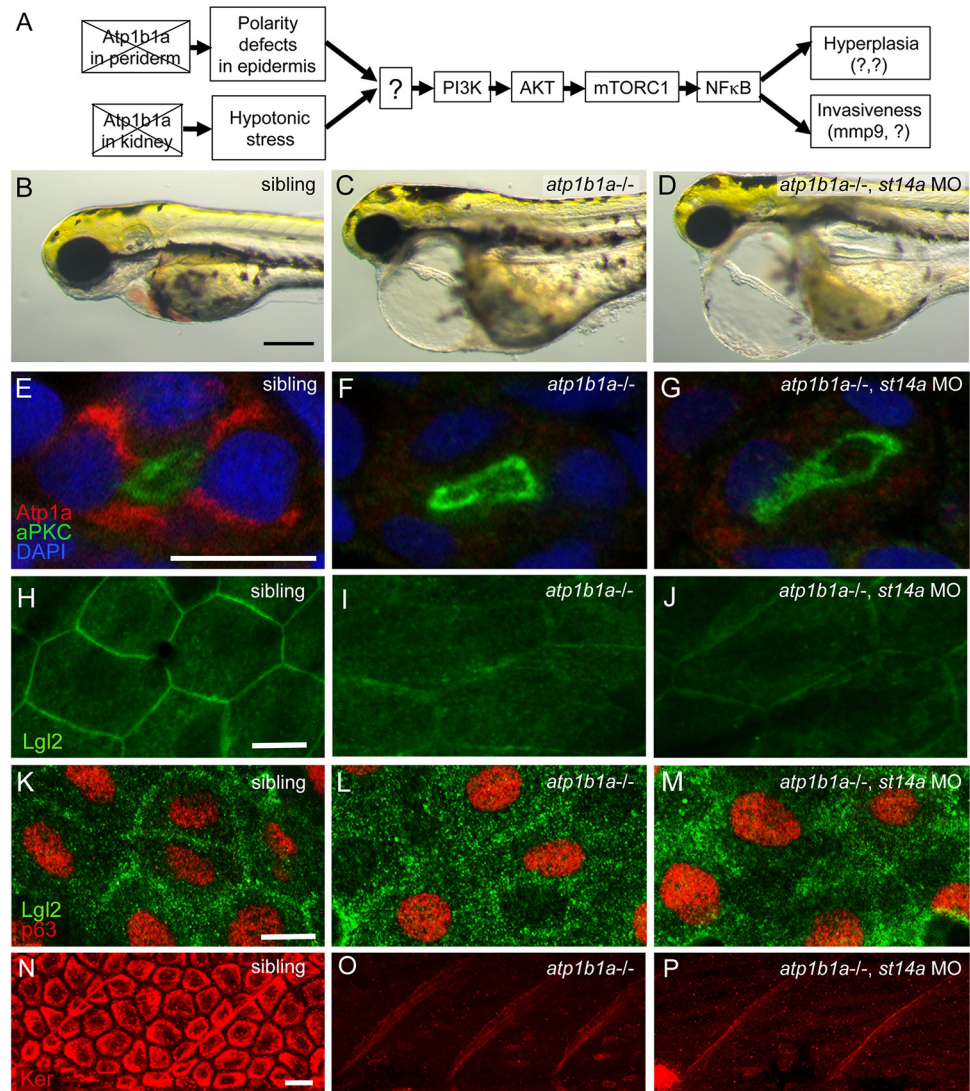 A
Atp1b1a
in periderm
Polarity
defects
in epidermis
Atp1b1a
in kidney
Hypotonic
stress
?
PI3K
AKT
mTORC1
NFκB
Hyperplasia
(?,?)
Invasiveness
(mmp9, ?)
B
sibling
C
atp1b1a-/-
D
atp1b1a-/-, st14a MO
E
sibling
Atp1a
aPKC
DAPI
F
atp1b1a-/-
G
atp1b1a-/-, st14a MO
H
sibling
Lgl2
I
atp1b1a-/-
J
atp1b1a-/-, st14a MO
K
sibling
Lgl2
p63
L
atp1b1a-/-
M
atp1b1a-/-, st14a MO
N
sibling
Ker
O
atp1b1a-/-
P
atp1b1a-/-, st14a MO